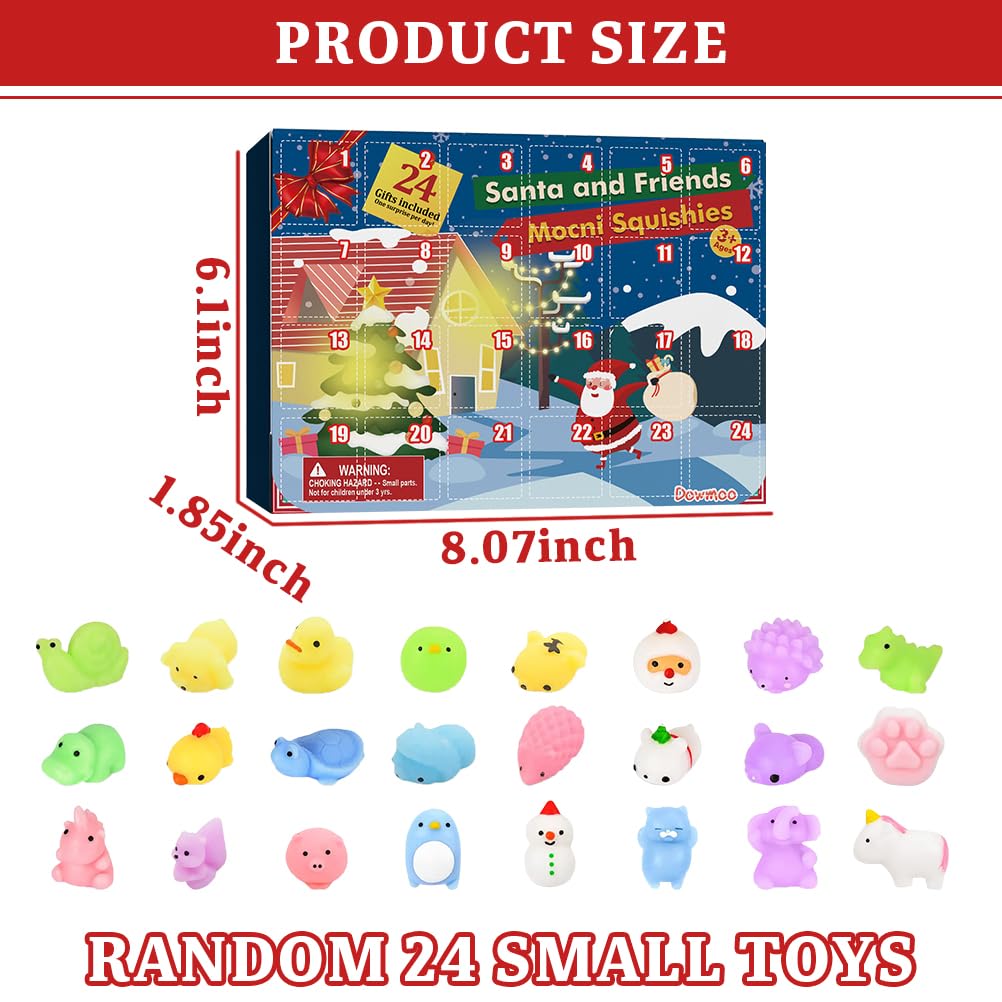 PRODUCT SIZE
1 2 3 4 5 6
24
Gifts included
One surprise per day!
Santa and Friends
Mocni Squishies
3+
Ages
7 8 9 10 11 12
13 14 15 16 17 18
19 20 21 22 23 24
WARNING:
CHOKING HAZARD -- Small parts.
Not for children under 3 yrs.
Dowmoo
6.1inch
1.85inch
8.07inch
RANDOM 24 SMALL TOYS